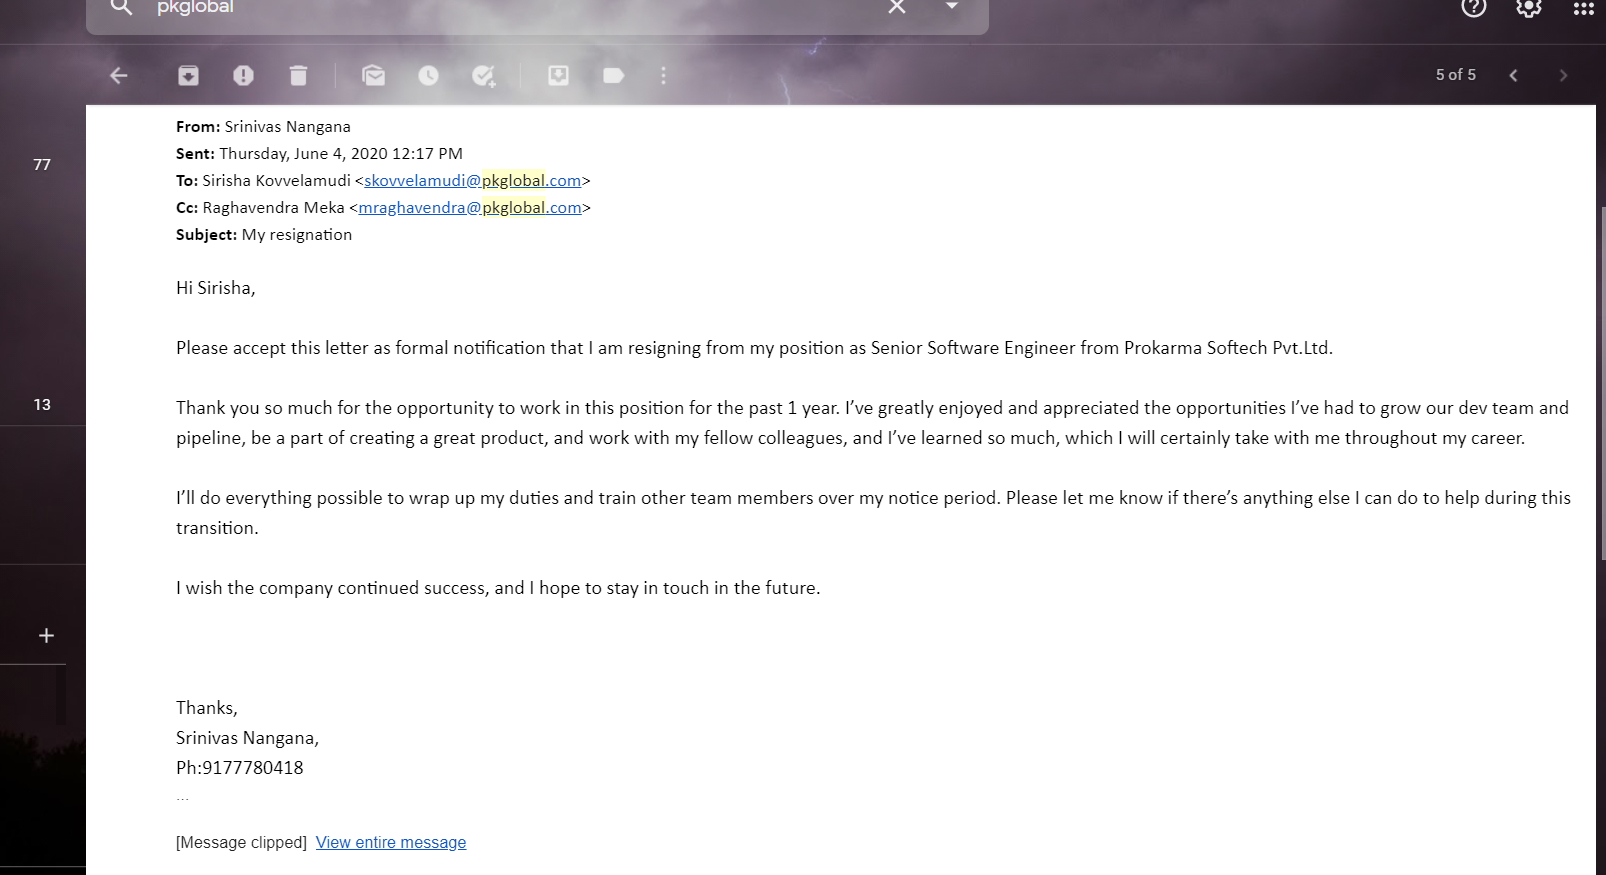 pkglobal
5 of 5
77
13
From: Srinivas Nangana
Sent: Thursday, June 4, 2020 12:17 PM
To: Sirisha Kovvelamudi <skovvelamudi@pkglobal.com>
Cc: Raghavendra Meka <mraghavendra@pkglobal.com>
Subject: My resignation
Hi Sirisha,
Please accept this letter as formal notification that I am resigning from my position as Senior Software Engineer from Prokarma Softech Pvt.Ltd.
Thank you so much for the opportunity to work in this position for the past 1 year. I’ve greatly enjoyed and appreciated the opportunities I’ve had to grow our dev team and
pipeline, be a part of creating a great product, and work with my fellow colleagues, and I’ve learned so much, which I will certainly take with me throughout my career.
I’ll do everything possible to wrap up my duties and train other team members over my notice period. Please let me know if there’s anything else I can do to help during this
transition.
I wish the company continued success, and I hope to stay in touch in the future.
Thanks,
Srinivas Nangana,
Ph:9177780418
...
[Message clipped] View entire message